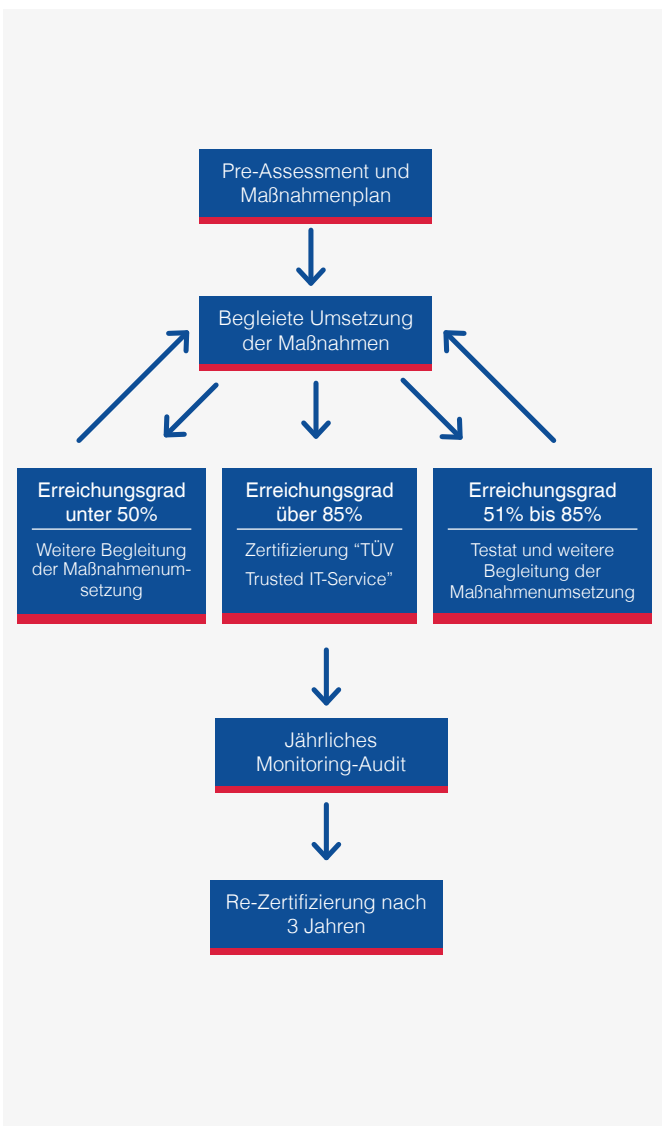 Pre-Assessment und
Maßnahmenplan
Begleiete Umsetzung
der Maßnahmen
Erreichungsgrad
unter 50%
Weitere Begleitung
der Maßnahmenum-
setzung
Erreichungsgrad
über 85%
Zertifizierung “TÜV
Trusted IT-Service”
Erreichungsgrad
51% bis 85%
Testat und weitere
Begleitung der
Maßnahmenumsetzung
Jährliches
Monitoring-Audit
Re-Zertifizierung nach
3 Jahren